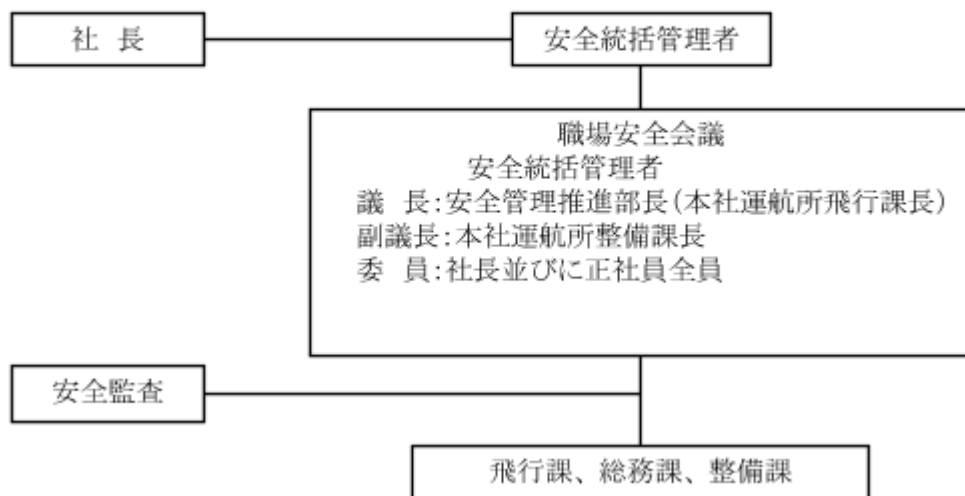 社 長
安全統括管理者
職場安全会議
安全統括管理者
議 長:安全管理推進部長(本社運航所飛行課長)
副議長:本社運航所整備課長
委 員:社長並びに正社員全員
安全監査
飛行課、総務課、整備課